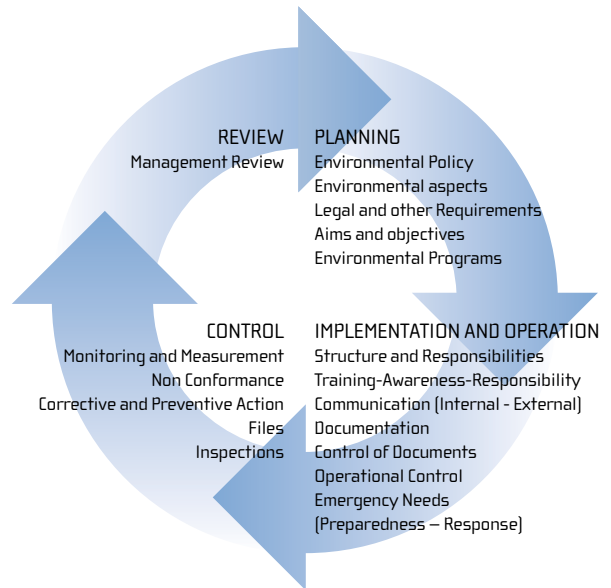 REVIEW
Management Review
PLANNING
Environmental Policy
Environmental aspects
Legal and other Requirements
Aims and objectives
Environmental Programs
CONTROL
Monitoring and Measurement
Non Conformance
Corrective and Preventive Action
Files
Inspections
IMPLEMENTATION AND OPERATION
Structure and Responsibilities
Training-Awareness-Responsibility
Communication (Internal - External)
Documentation
Control of Documents
Operational Control
Emergency Needs
(Preparedness – Response)